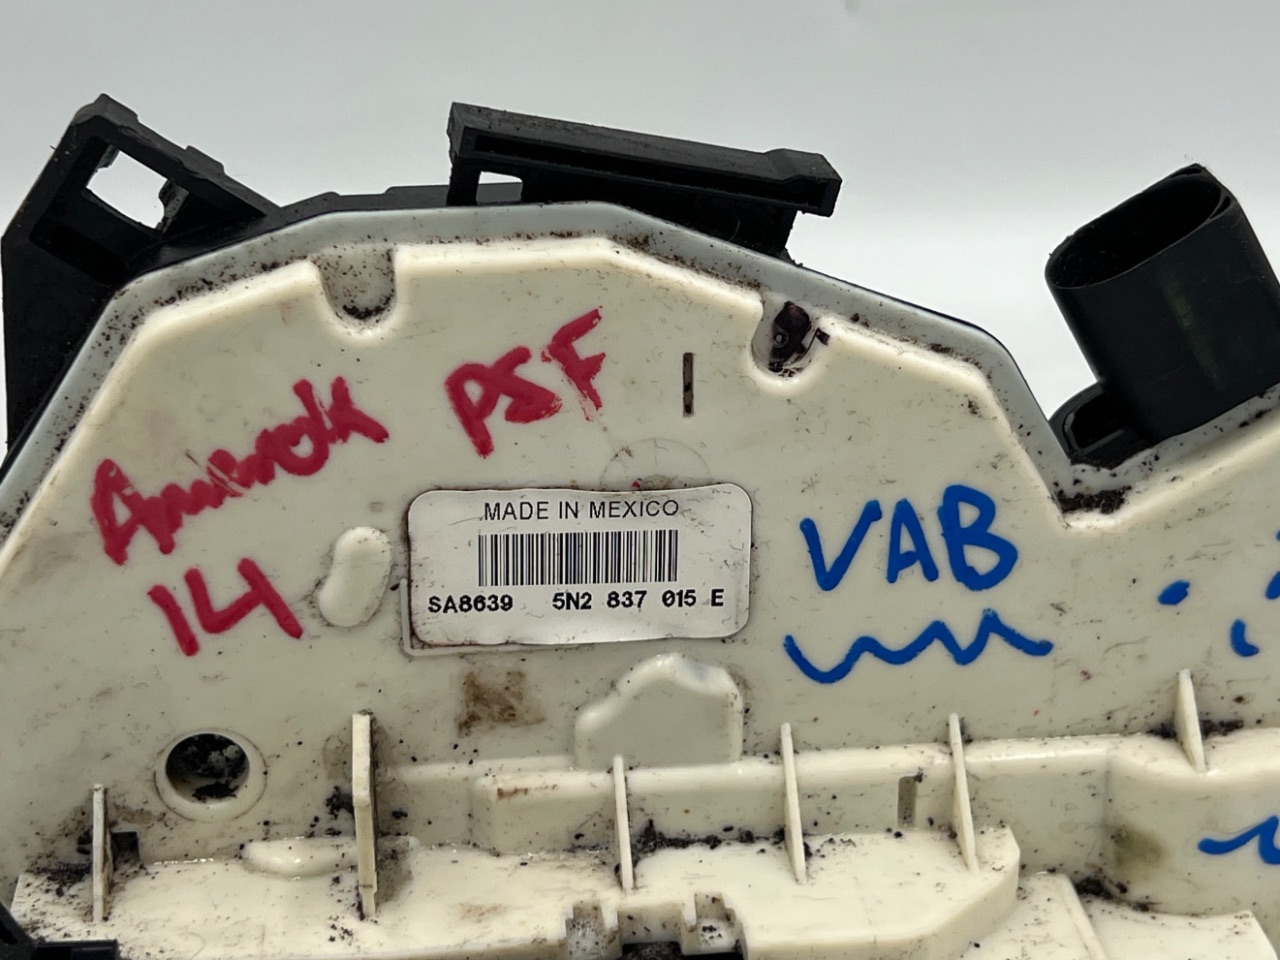 Amarok PSF
14
MADE IN MEXICO
SA8639 5N2 837 015 E
VAB